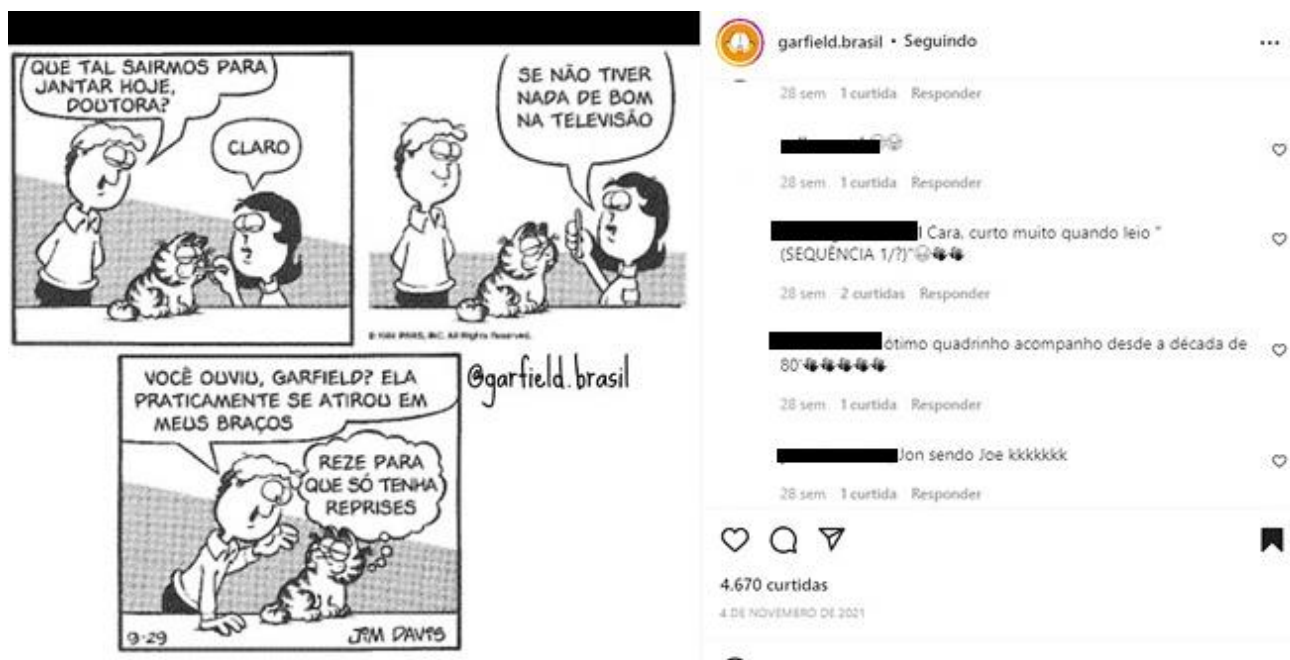 QUE TAL SAIRMOS PARA
JANTAR HOJE,
DOUTORA?
CLARO
SE NÃO TIVER
NADA DE BOM
NA TELEVISÃO
VOCÊ OUVIU, GARFIELD? ELA
PRATICAMENTE SE ATIROU EM
MEUS BRAÇOS
REZE PARA
QUE SÓ TENHA
REPRISES
9-29
JIM DAVIS
@garfield.brasil
garfield.brasil • Seguindo
28 sem 1 curtida Responder
28 sem 1 curtida Responder
Cara, curto muito quando leio "
(SEQUÊNCIA 1/?)"
28 sem 2 curtidas Responder
ótimo quadrinho acompanho desde a década de
80
28 sem 1 curtida Responder
Jon sendo Joe kkkkkkk
28 sem 1 curtida Responder
4.670 curtidas
4 DE NOVEMBRO DE 2021